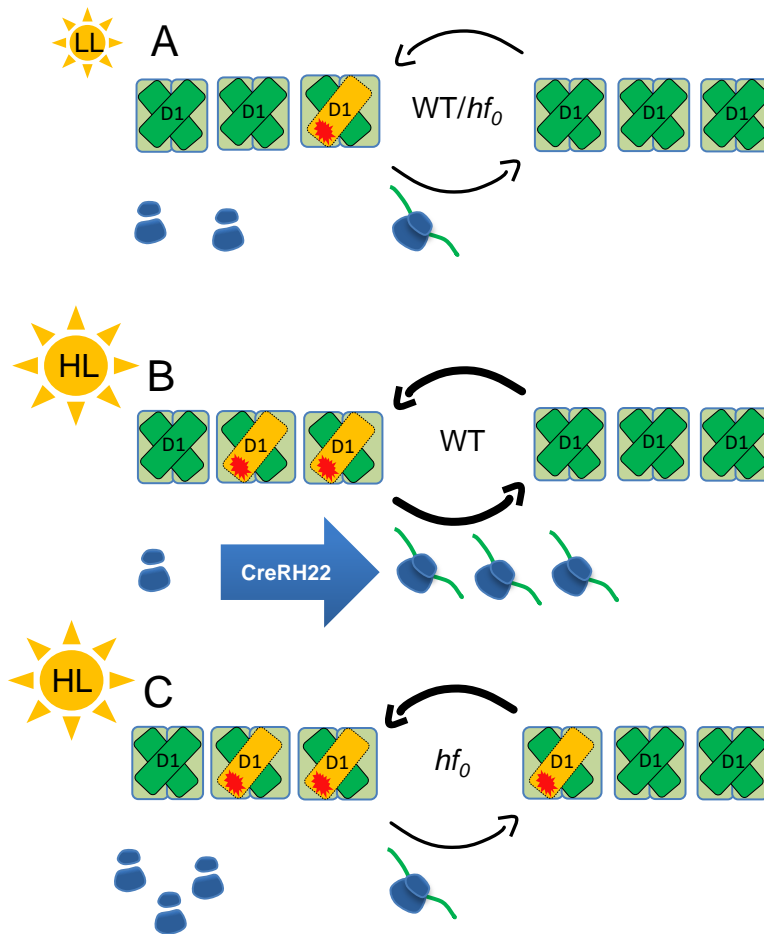 LL
A
D1 D1 D1 WT/hf₀ D1 D1 D1
HL
B
D1 D1 D1 WT D1 D1 D1
CreRH22
HL
C
D1 D1 D1 hf₀ D1 D1 D1